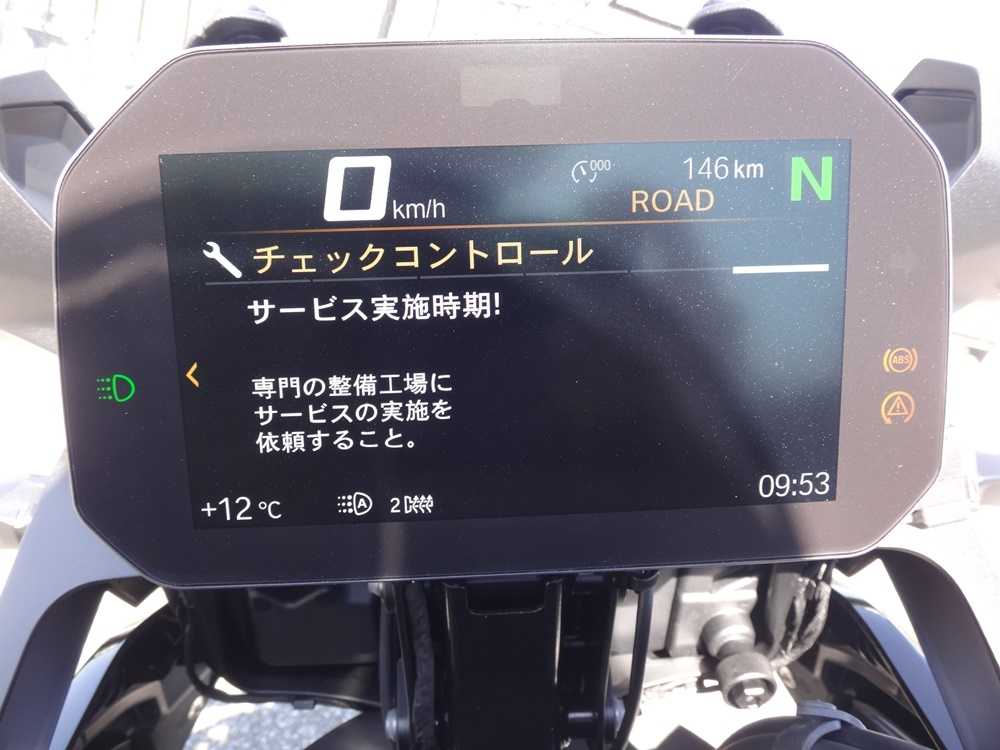 0 km/h
000
146 km
N
ROAD
チェックコントロール
サービス実施時期!
専門の整備工場に
サービスの実施を
依頼すること。
ABS
09:53
+12 °C
A
2